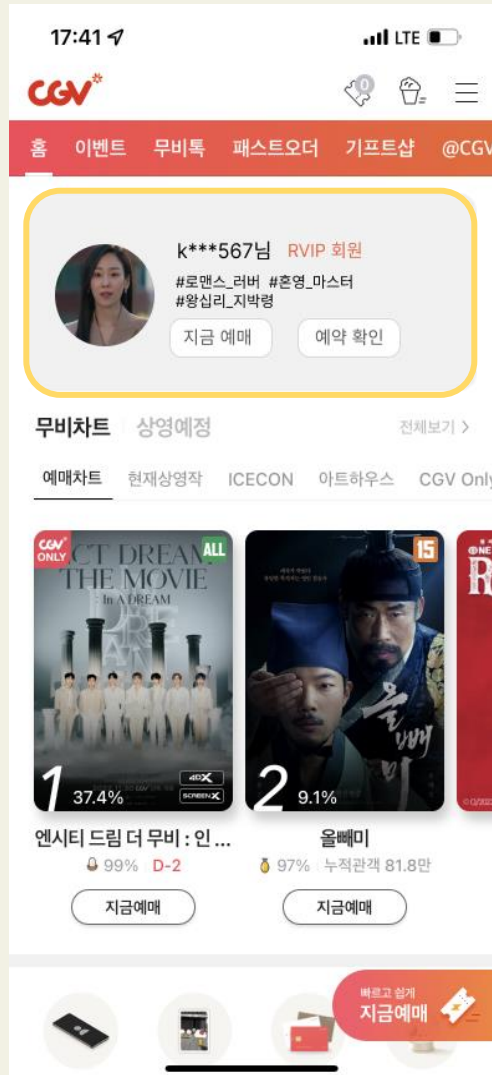 17:41
LTE
CGV
0
홈 이벤트 무비톡 패스트오더 기프트샵 @CGV
k***567님 RVIP 회원
#로맨스_러버 #혼영_마스터
#왕십리_지박령
지금 예매 예약 확인
무비차트 상영예정 전체보기 >
예매차트 현재상영작 ICECON 아트하우스 CGV Only
CGV ONLY
ALL
NCT DREAM
THE MOVIE
: In A DREAM
1 37.4%
4DX
SCREENX
15
올빼미
2 9.1%
엔시티 드림 더 무비 : 인 ...
99% D-2
지금예매
올빼미
97% 누적관객 81.8만
지금예매
빠르고 쉽게
지금예매